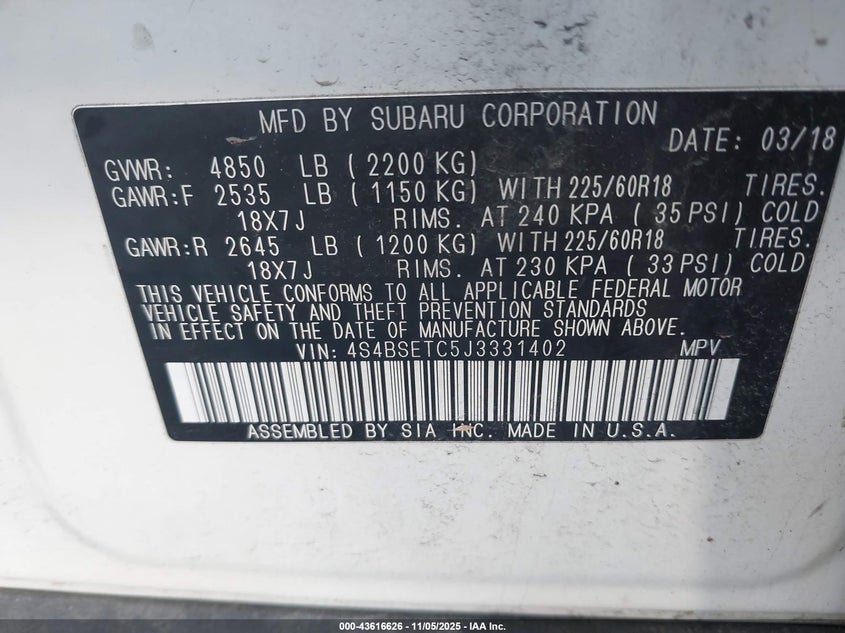 MFD BY SUBARU CORPORATION
DATE: 03/18
GVWR: 4850 LB ( 2200 KG)
GAWR:F 2535 LB ( 1150 KG) WITH 225/60R18 TIRES.
18X7J RIMS. AT 240 KPA ( 35 PSI) COLD
GAWR:R 2645 LB ( 1200 KG) WITH 225/60R18 TIRES.
18X7J RIMS. AT 230 KPA ( 33 PSI) COLD
THIS VEHICLE CONFORMS TO ALL APPLICABLE FEDERAL MOTOR
VEHICLE SAFETY AND THEFT PREVENTION STANDARDS
IN EFFECT ON THE DATE OF MANUFACTURE SHOWN ABOVE.
VIN: 4S4BSETC5J3331402 MPV
ASSEMBLED BY SIA INC. MADE IN U.S.A.
000-43616626 - 11/05/2025 - IAA Inc.